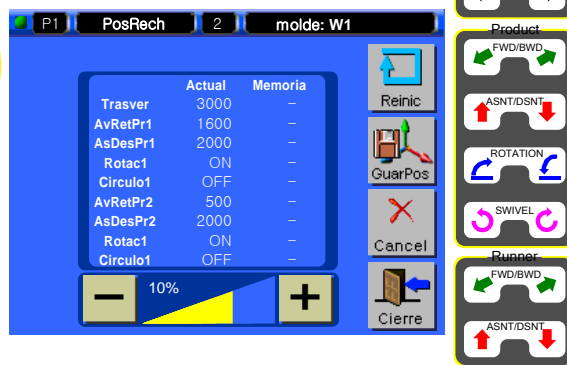 P1 PosRech 2 molde: W1
Actual Memoria
Trasver 3000 –
AvRetPr1 1600 –
AsDesPr1 2000 –
Rotac1 ON –
Circulo1 OFF –
AvRetPr2 500 –
AsDesPr2 2000 –
Rotac1 ON –
Circulo1 OFF –
10%
Reinic
GuarPos
Cancel
Cierre
Product
FWD/BWD
ASNT/DSNT
ROTATION
SWIVEL
Runner
FWD/BWD
ASNT/DSNT